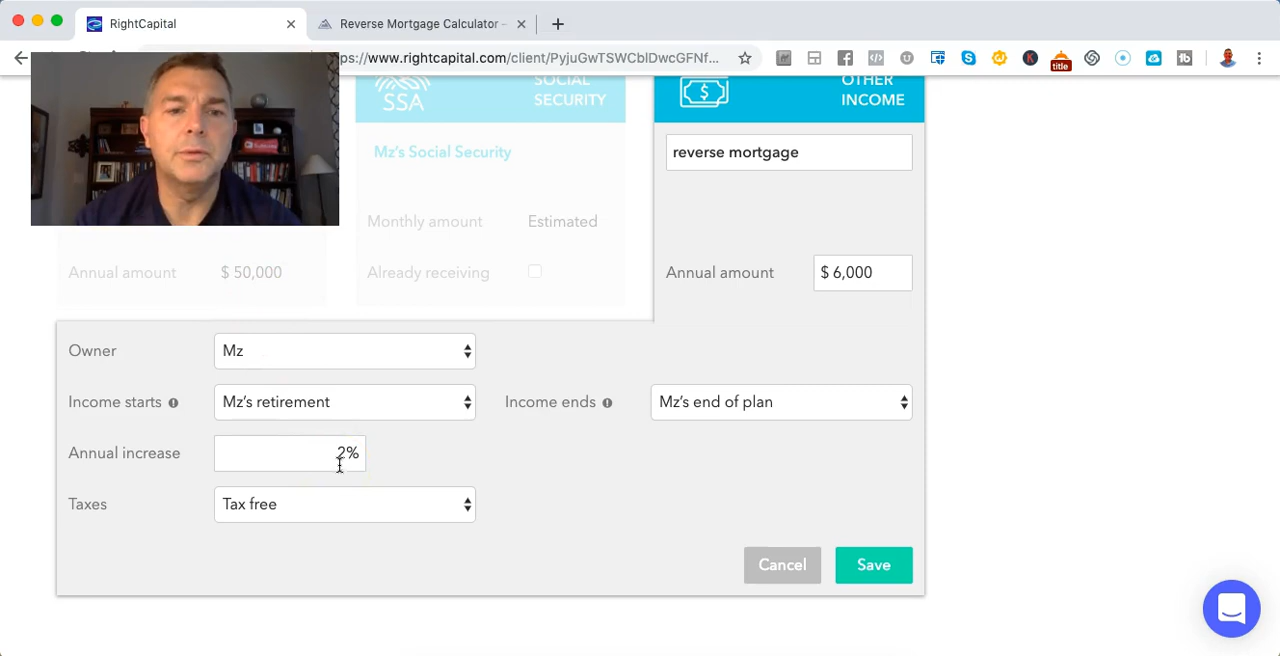 RightCapital
Reverse Mortgage Calculator -
ps://www.rightcapital.com/client/PyjuGwTSWCblDwcGFNf...
title
SSA
SOCIAL
SECURITY
OTHER
INCOME
Mz's Social Security
reverse mortgage
Monthly amount Estimated
Annual amount $ 50,000
Already receiving
Annual amount $ 6,000
Owner Mz
Income starts Mz's retirement Income ends Mz's end of plan
Annual increase 2%
Taxes Tax free
Cancel Save